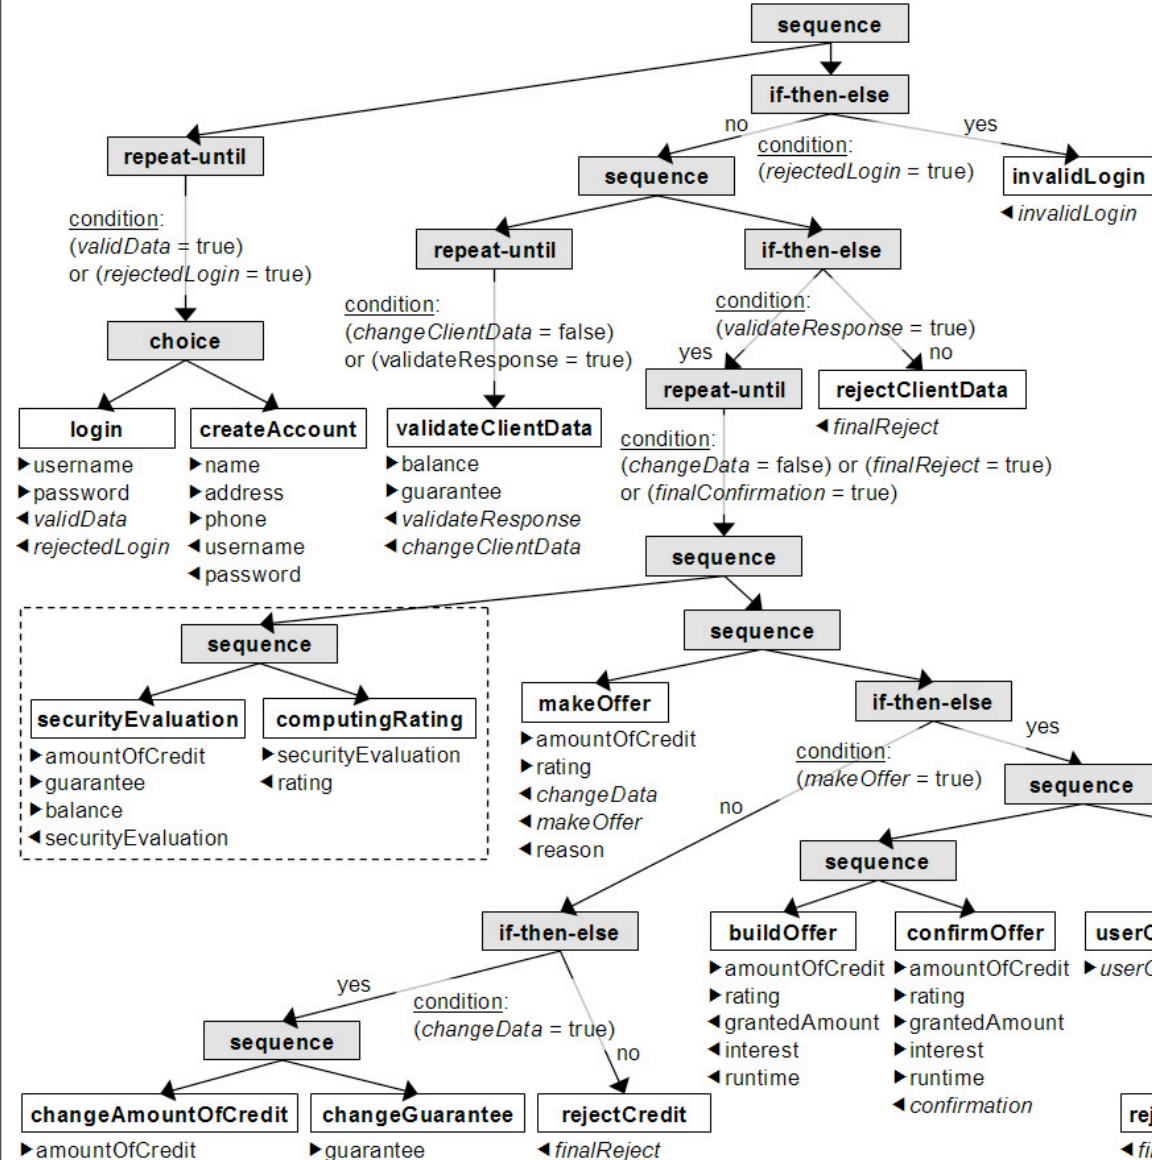 sequence
if-then-else
no
yes
condition:
(rejectedLogin = true)
repeat-until
sequence
invalidLogin
◀ invalidLogin
condition:
(validData = true)
or (rejectedLogin = true)
repeat-until
if-then-else
condition:
(changeClientData = false)
or (validateResponse = true)
condition:
(validateResponse = true)
yes
no
choice
repeat-until
rejectClientData
◀ finalReject
login
▶ username
▶ password
◀ validData
◀ rejectedLogin
createAccount
▶ name
▶ address
▶ phone
◀ username
◀ password
validateClientData
▶ balance
▶ guarantee
◀ validateResponse
◀ changeClientData
condition:
(changeData = false) or (finalReject = true)
or (finalConfirmation = true)
sequence
sequence
sequence
securityEvaluation
▶ amountOfCredit
▶ guarantee
▶ balance
◀ securityEvaluation
computingRating
▶ securityEvaluation
◀ rating
makeOffer
▶ amountOfCredit
▶ rating
◀ changeData
◀ makeOffer
◀ reason
if-then-else
yes
condition:
(makeOffer = true)
no
sequence
sequence
if-then-else
buildOffer
▶ amountOfCredit
▶ rating
◀ grantedAmount
◀ interest
◀ runtime
confirmOffer
▶ amountOfCredit
▶ rating
▶ grantedAmount
▶ interest
▶ runtime
◀ confirmation
yes
condition:
(changeData = true)
no
sequence
changeAmountOfCredit
▶ amountOfCredit
changeGuarantee
▶ guarantee
rejectCredit
◀ finalReject